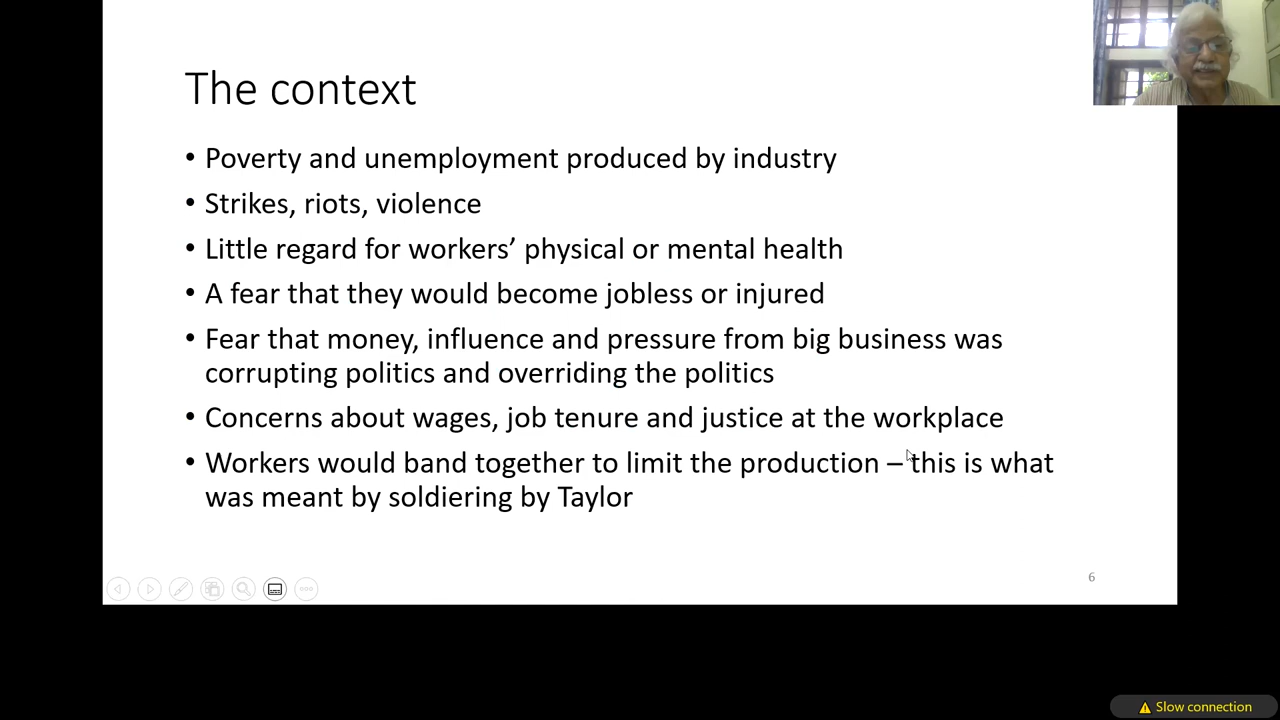 The context
• Poverty and unemployment produced by industry
• Strikes, riots, violence
• Little regard for workers’ physical or mental health
• A fear that they would become jobless or injured
• Fear that money, influence and pressure from big business was
corrupting politics and overriding the politics
• Concerns about wages, job tenure and justice at the workplace
• Workers would band together to limit the production – this is what
was meant by soldiering by Taylor
6
Slow connection